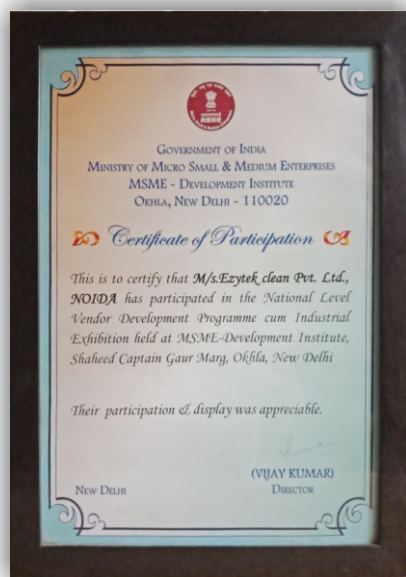 GOVERNMENT OF INDIA
MINISTRY OF MICRO SMALL & MEDIUM ENTERPRISES
MSME - DEVELOPMENT INSTITUTE
OKHLA, NEW DELHI - 110020
Certificate of Participation
This is to certify that M/s.Ezytek clean Pvt. Ltd.,
NOIDA has participated in the National Level
Vendor Development Programme cum Industrial
Exhibition held at MSME-Development Institute,
Shaheed Captain Gaur Marg, Okhla, New Delhi
Their participation & display was appreciable.
(VIJAY KUMAR)
NEW DELHI
DIRECTOR